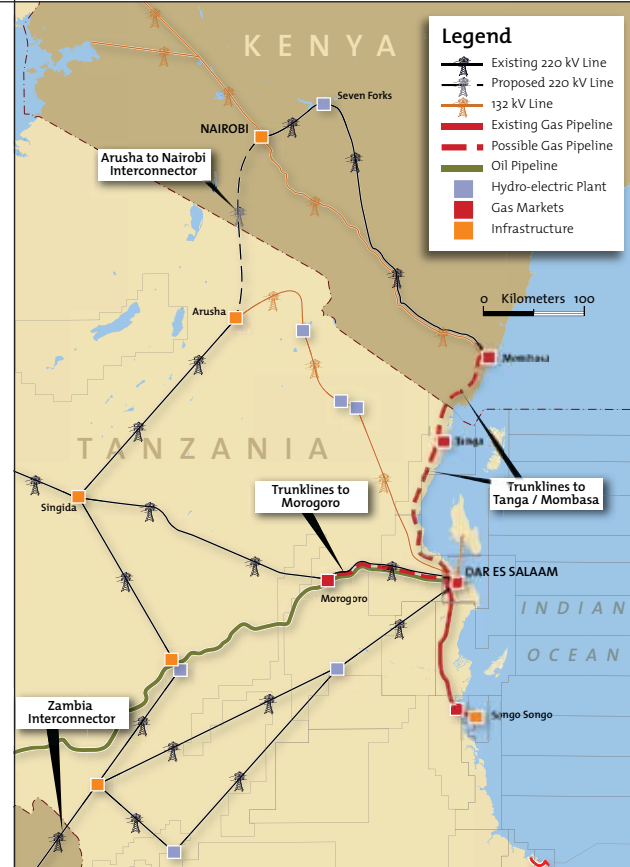 KENYA
Legend
Existing 220 kV Line
Proposed 220 kV Line
132 kV Line
Existing Gas Pipeline
Possible Gas Pipeline
Oil Pipeline
Hydro-electric Plant
Gas Markets
Infrastructure
Seven Forks
NAIROBI
Arusha to Nairobi
Interconnector
0 Kilometers 100
Arusha
Mombasa
TANZANIA
Tanga
Trunklines to
Tanga / Mombasa
Trunklines to
Morogoro
Singida
DAR ES SALAAM
Morogoro
INDIAN
OCEAN
Zambia
Interconnector
Songo Songo